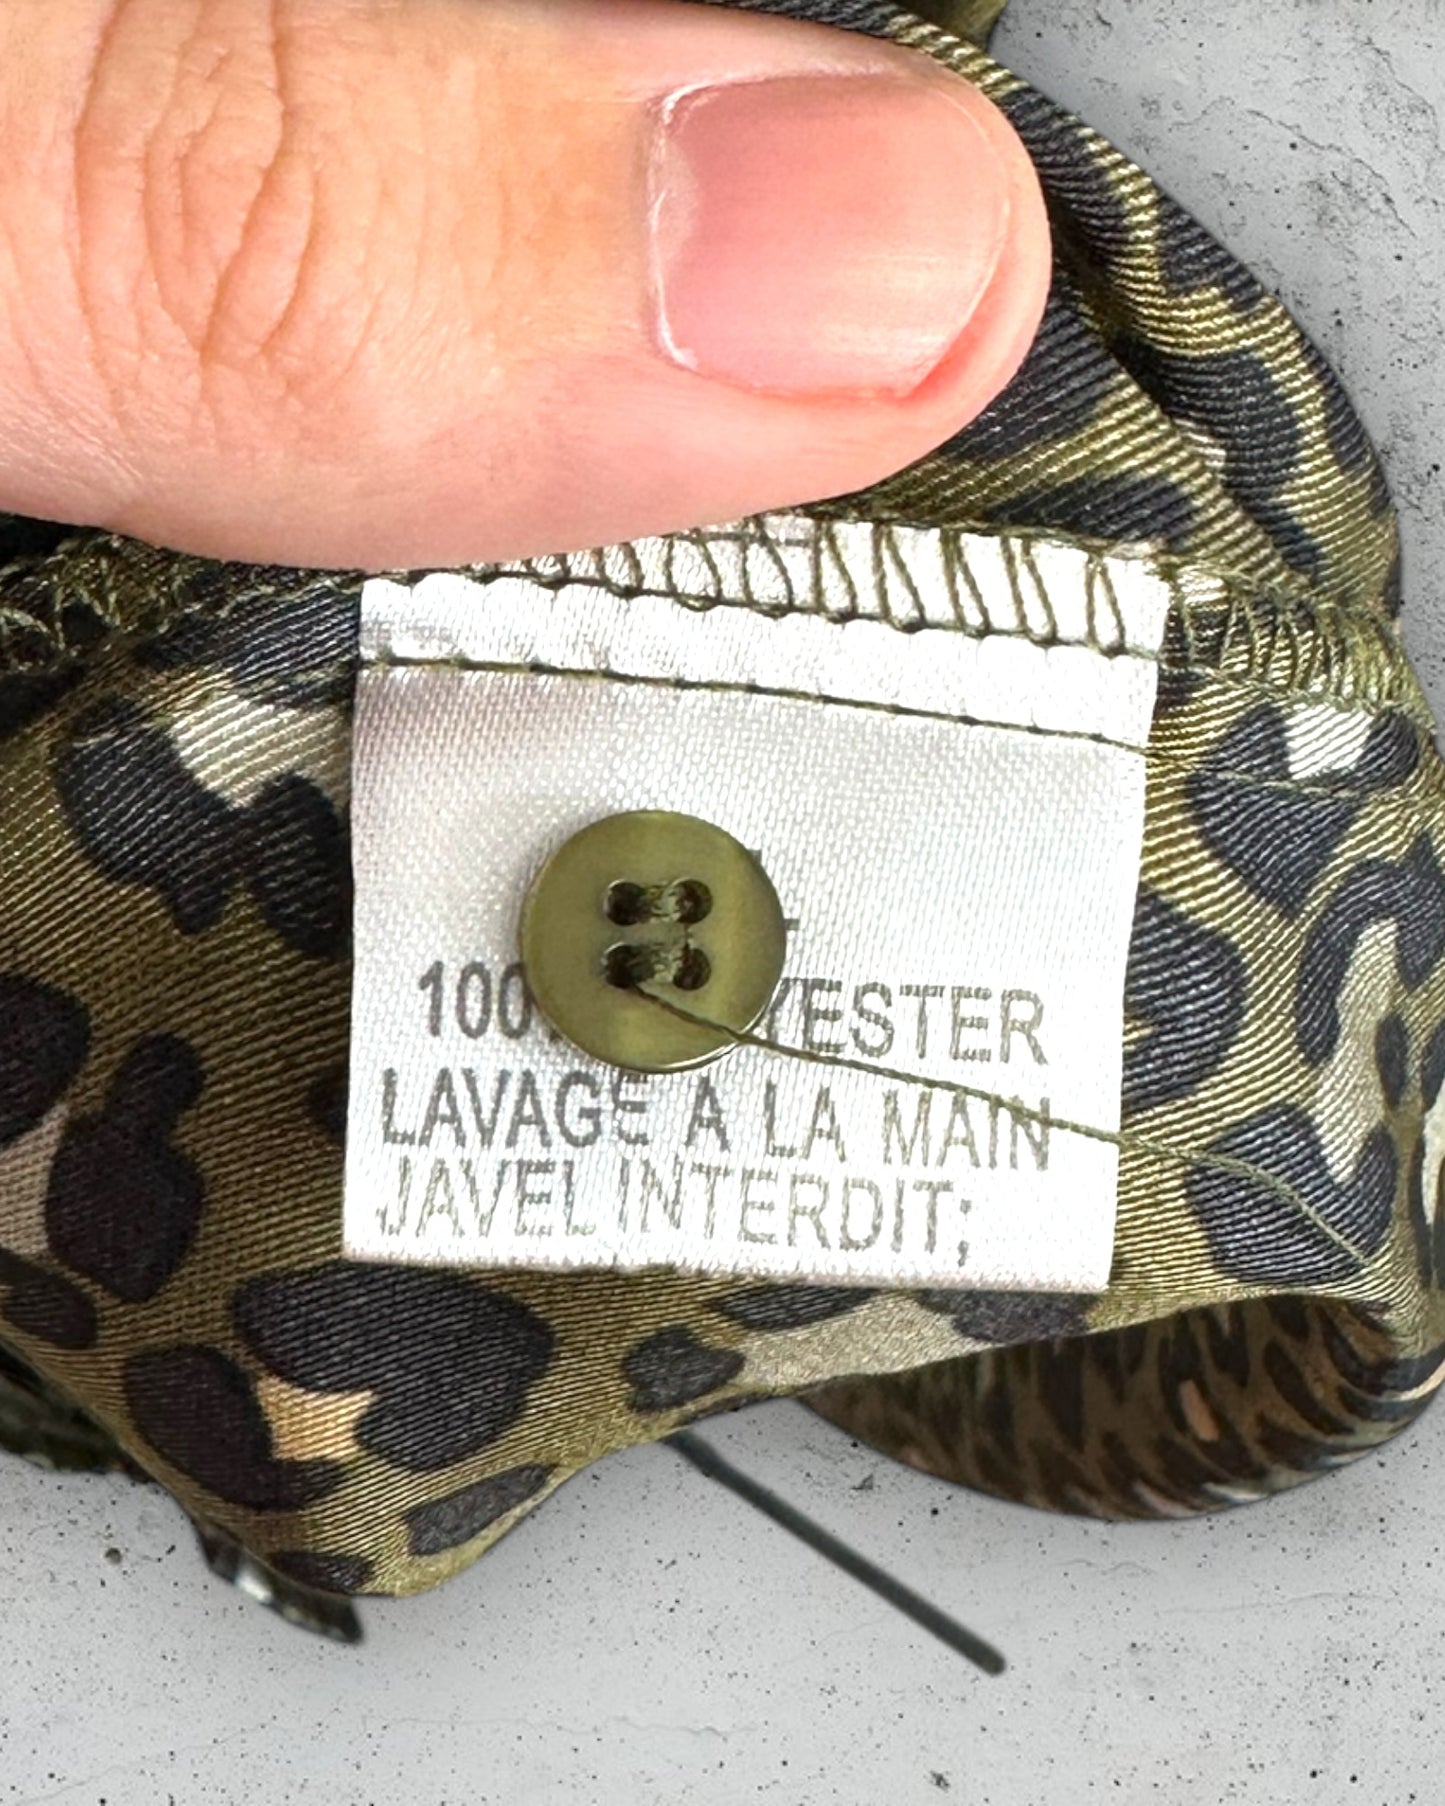 100 YESTER
LAVAGE A LA MAIN
JAVEL INTERDIT;